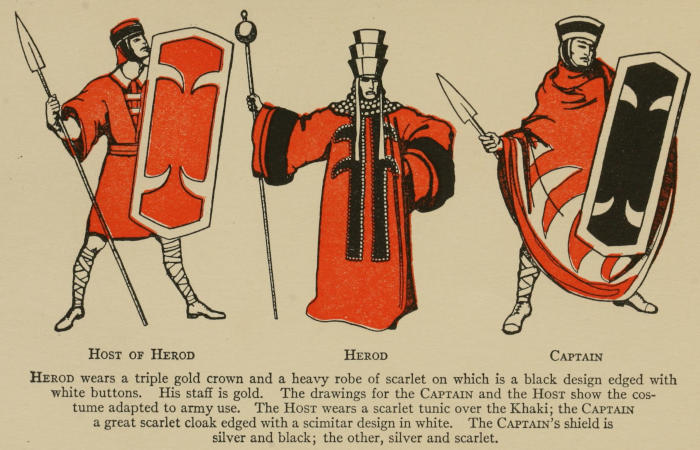 Host of Herod
Herod
Captain
Herod wears a triple gold crown and a heavy robe of scarlet on which is a black design edged with
white buttons. His staff is gold. The drawings for the Captain and the Host show the cos-
tume adapted to army use. The Host wears a scarlet tunic over the Khaki; the Captain
a great scarlet cloak edged with a scimitar design in white. The Captain's shield is
silver and black; the other, silver and scarlet.